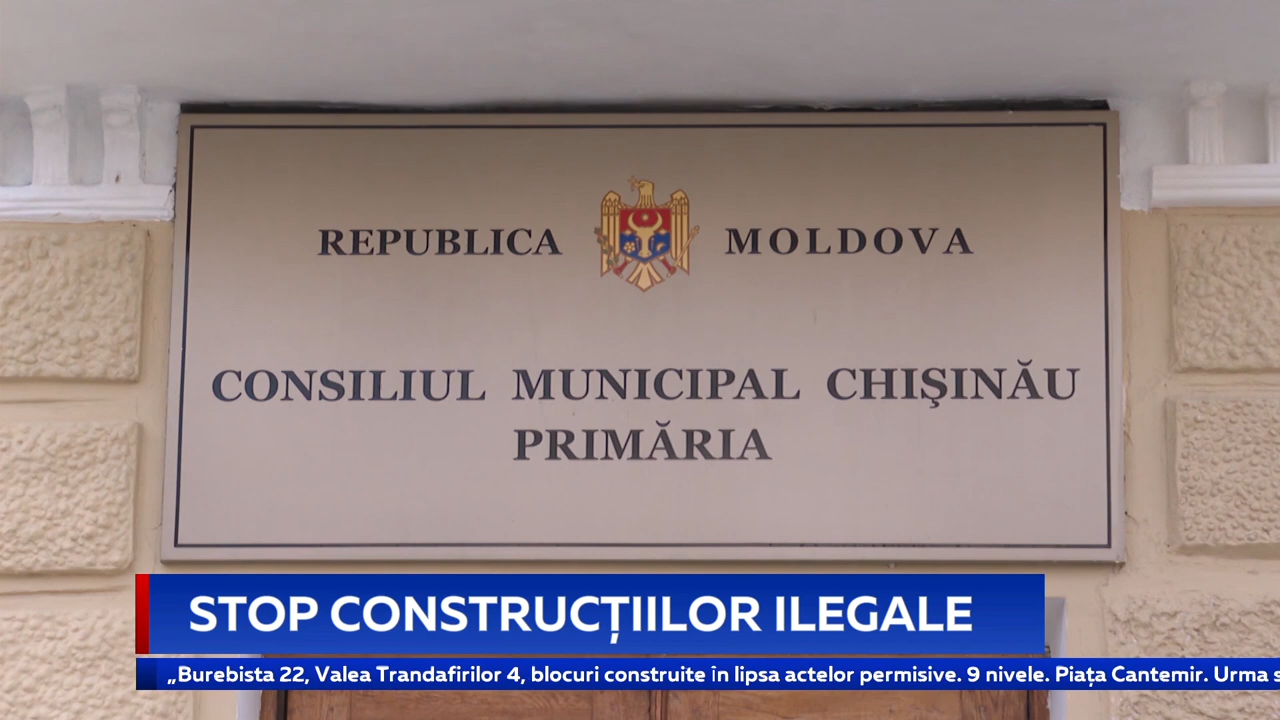 REPUBLICA MOLDOVA
CONSILIUL MUNICIPAL CHIŞINĂU
PRIMĂRIA
STOP CONSTRUCȚIILOR ILEGALE
„Burebista 22, Valea Trandafirilor 4, blocuri construite în lipsa actelor permisive. 9 nivele. Piața Cantemir. Urma